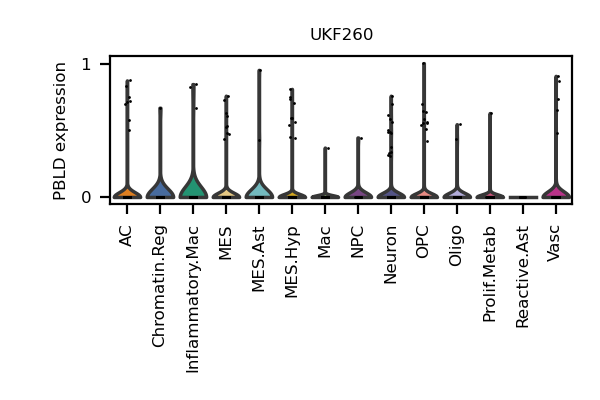 UKF260
PBLD expression
1
0
AC
Chromatin.Reg
Inflammatory.Mac
MES
MES.Ast
MES.Hyp
Mac
NPC
Neuron
OPC
Oligo
Prolif.Metab
Reactive.Ast
Vasc